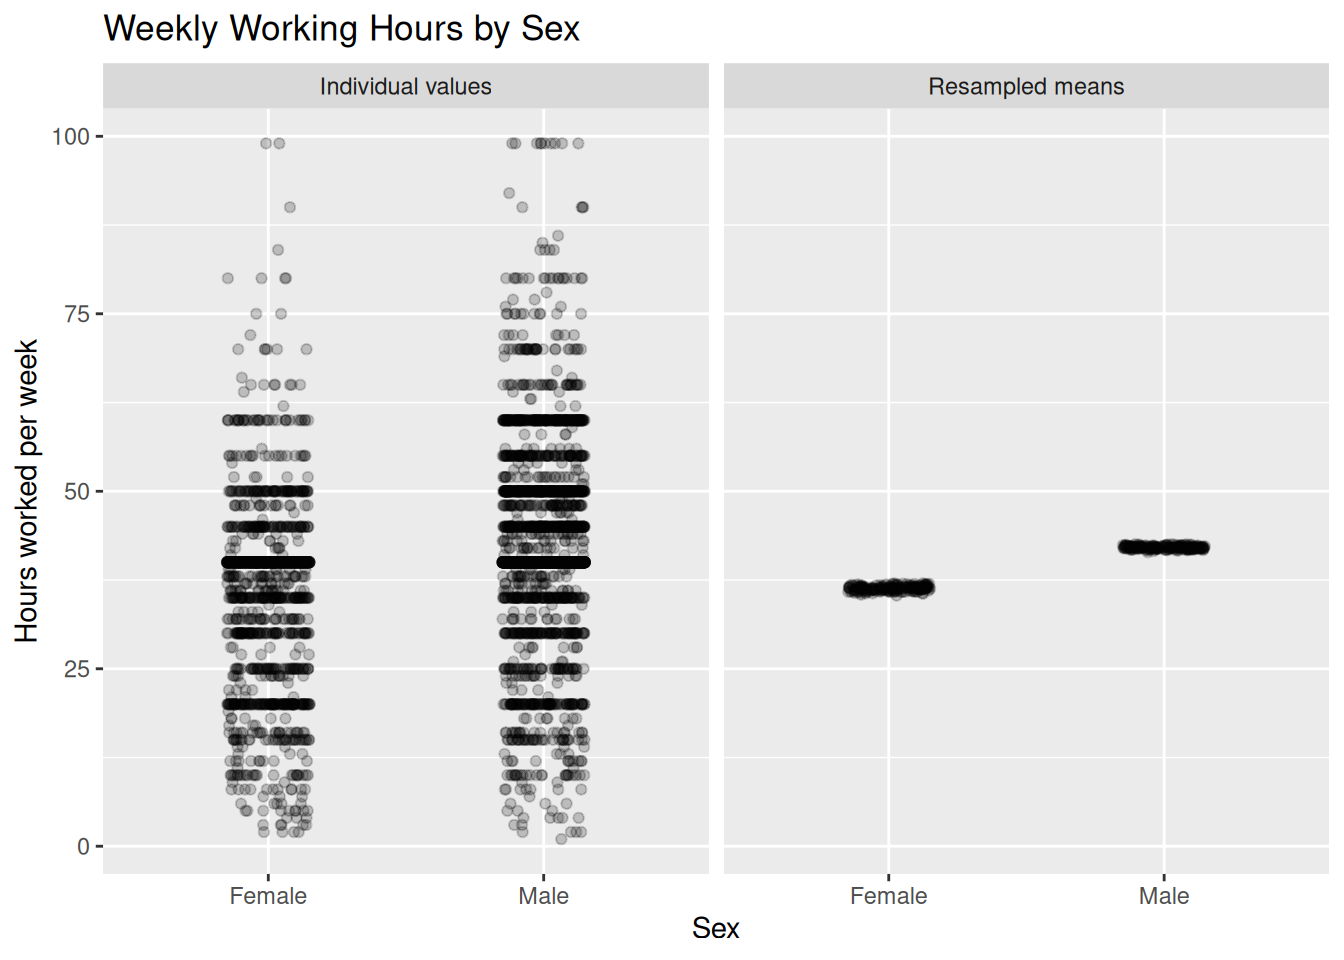 Weekly Working Hours by Sex
Individual values
Resampled means
100
75
50
25
0
Hours worked per week
Female
Male
Female
Male
Sex